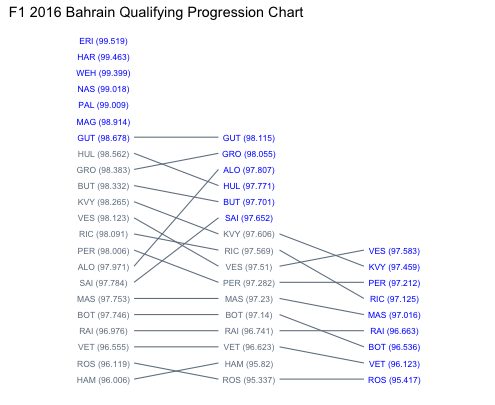 F1 2016 Bahrain Qualifying Progression Chart
ERI (99.519)
HAR (99.463)
WEH (99.399)
NAS (99.018)
PAL (99.009)
MAG (98.914)
GUT (98.678) GUT (98.115)
HUL (98.562) GRO (98.055)
GRO (98.383) ALO (97.807)
BUT (98.332) HUL (97.771)
KVY (98.265) BUT (97.701)
VES (98.123) SAI (97.652)
RIC (98.091) KVY (97.606)
PER (98.006) RIC (97.569) VES (97.583)
ALO (97.971) VES (97.51) KVY (97.459)
SAI (97.784) PER (97.282) PER (97.212)
MAS (97.753) MAS (97.23) RIC (97.125)
BOT (97.746) BOT (97.14) MAS (97.016)
RAI (96.976) RAI (96.741) RAI (96.663)
VET (96.555) VET (96.623) BOT (96.536)
ROS (96.119) HAM (95.82) VET (96.123)
HAM (96.006) ROS (95.337) ROS (95.417)